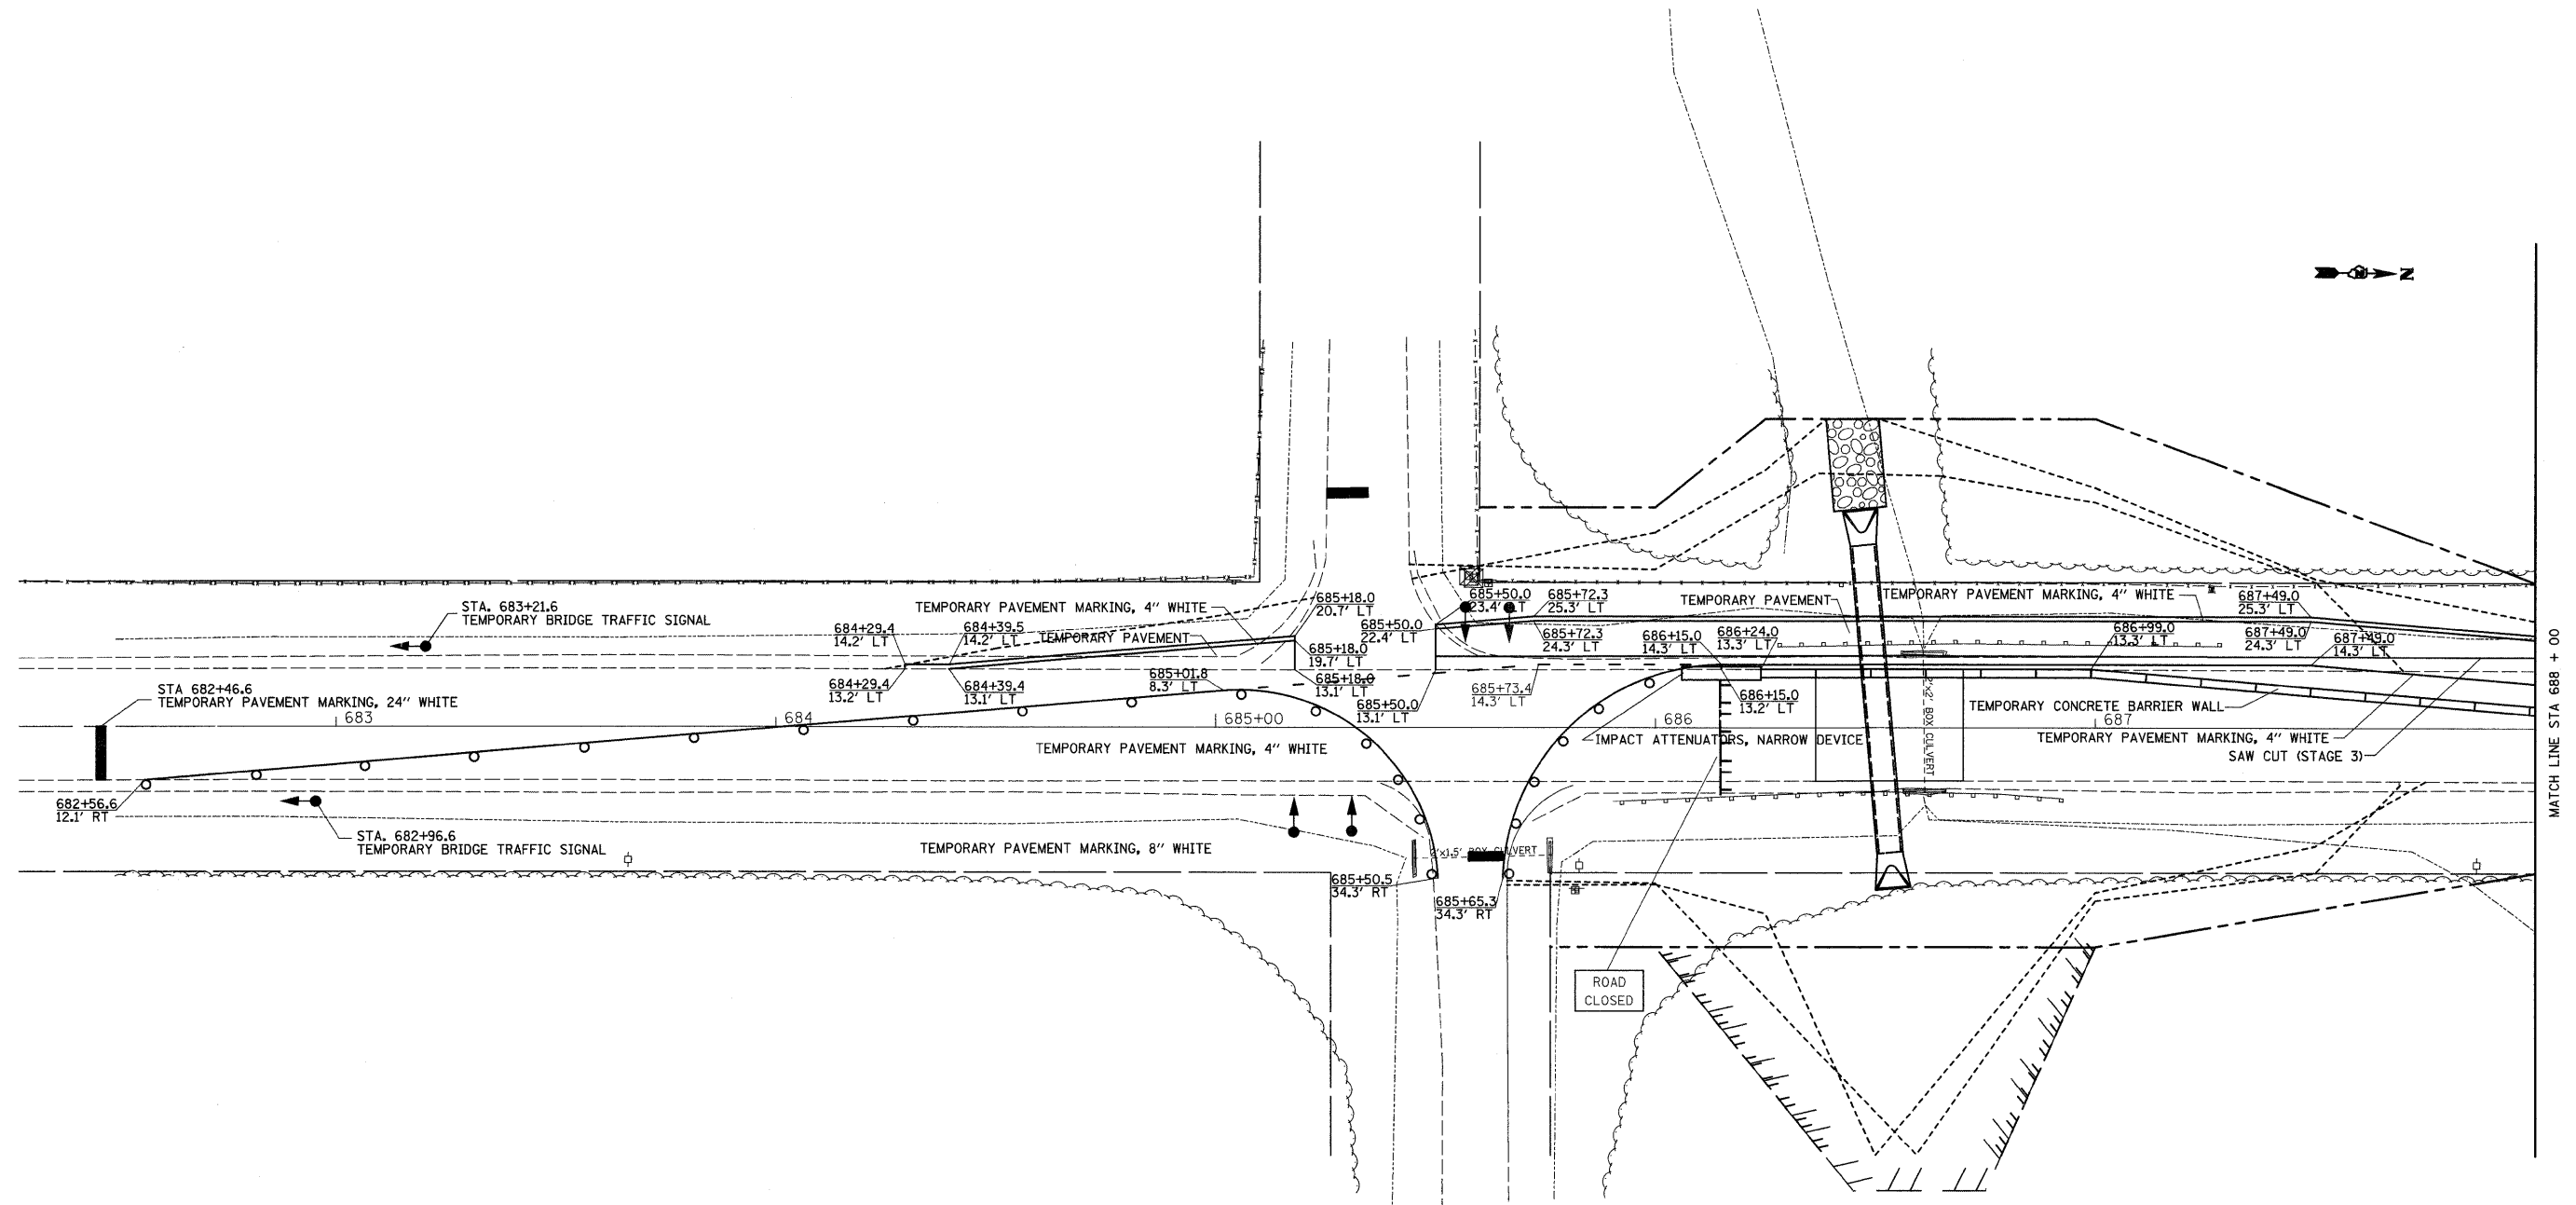 N
STA. 683+21.6
TEMPORARY BRIDGE TRAFFIC SIGNAL
TEMPORARY PAVEMENT MARKING, 4" WHITE
685+18.0
20.7' LT
685+50.0
23.4' LT
685+72.3
25.3' LT
TEMPORARY PAVEMENT
TEMPORARY PAVEMENT MARKING, 4" WHITE
687+49.0
25.3' LT
684+29.4
14.2' LT
684+39.5
14.2' LT
TEMPORARY PAVEMENT
685+50.0
22.4' LT
685+72.3
24.3' LT
686+15.0
14.3' LT
686+24.0
13.3' LT
686+99.0
13.3' LT
687+49.0
24.3' LT
687+49.0
14.3' LT
685+18.0
19.7' LT
STA 682+46.6
TEMPORARY PAVEMENT MARKING, 24" WHITE
684+29.4
13.2' LT
684+39.4
13.1' LT
685+01.8
8.3' LT
685+18.0
13.1' LT
685+50.0
13.1' LT
685+73.4
14.3' LT
686+15.0
13.2' LT
2'x2' BOX CULVERT
TEMPORARY CONCRETE BARRIER WALL
683
684
685+00
686
687
IMPACT ATTENUATORS, NARROW DEVICE
TEMPORARY PAVEMENT MARKING, 4" WHITE
TEMPORARY PAVEMENT MARKING, 4" WHITE
SAW CUT (STAGE 3)
MATCH LINE STA 688 + 00
682+56.6
12.1' RT
STA. 682+96.6
TEMPORARY BRIDGE TRAFFIC SIGNAL
TEMPORARY PAVEMENT MARKING, 8" WHITE
'x1.5' BOX CULVERT
685+50.5
34.3' RT
685+65.3
34.3' RT
ROAD
CLOSED